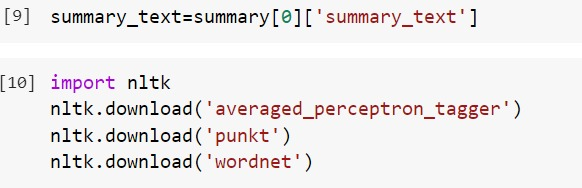 [9] summary_text=summary[0]['summary_text']
[10] import nltk
nltk.download('averaged_perceptron_tagger')
nltk.download('punkt')
nltk.download('wordnet')